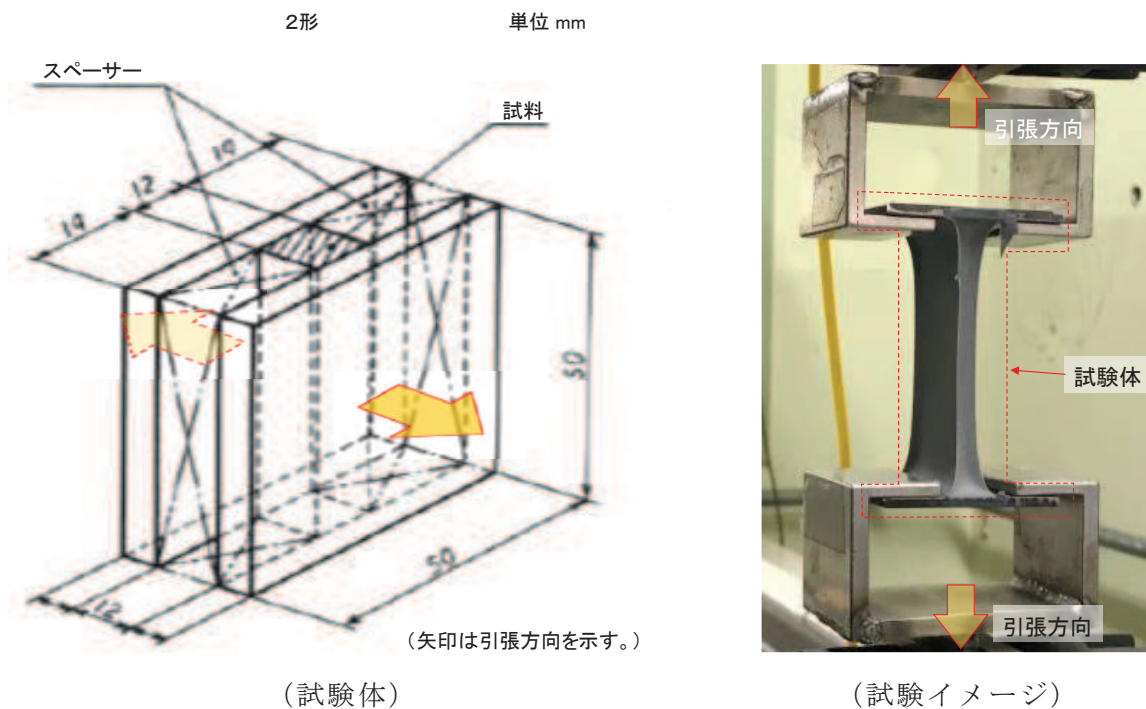 2形 単位 mm
スペーサー
試料
19
12
19
50
50
12
(矢印は引張方向を示す。)
(試験体)
引張方向
試験体
引張方向
(試験イメージ)